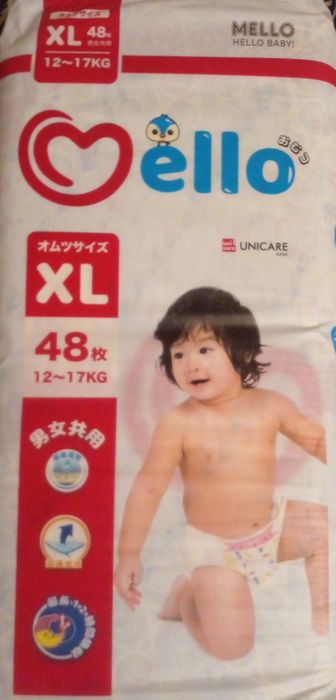 オムツサイズ
XL 48枚
男女共用
12~17KG
MELLO
HELLO BABY!
Mello
おむつ
オムツサイズ
XL
uni care UNICARE
48枚
12~17KG
男女共用